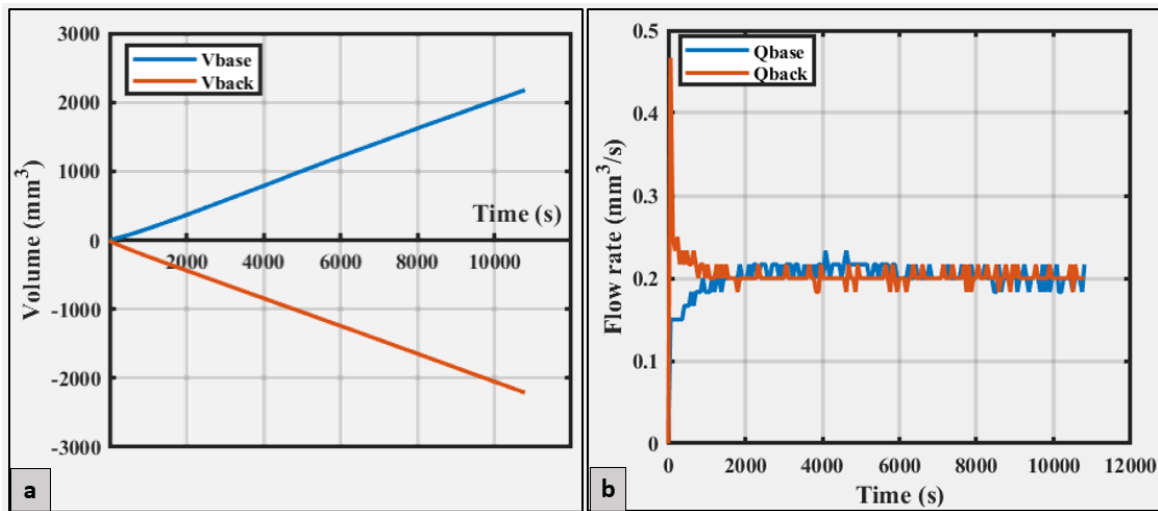 3000
2000
1000
0
-1000
-2000
-3000
Volume (mm³)
Vbase
Vback
Time (s)
2000 4000 6000 8000 10000
a
0.5
0.4
0.3
0.2
0.1
0
Flow rate (mm³/s)
Qbase
Qback
0 2000 4000 6000 8000 10000 12000
Time (s)
b